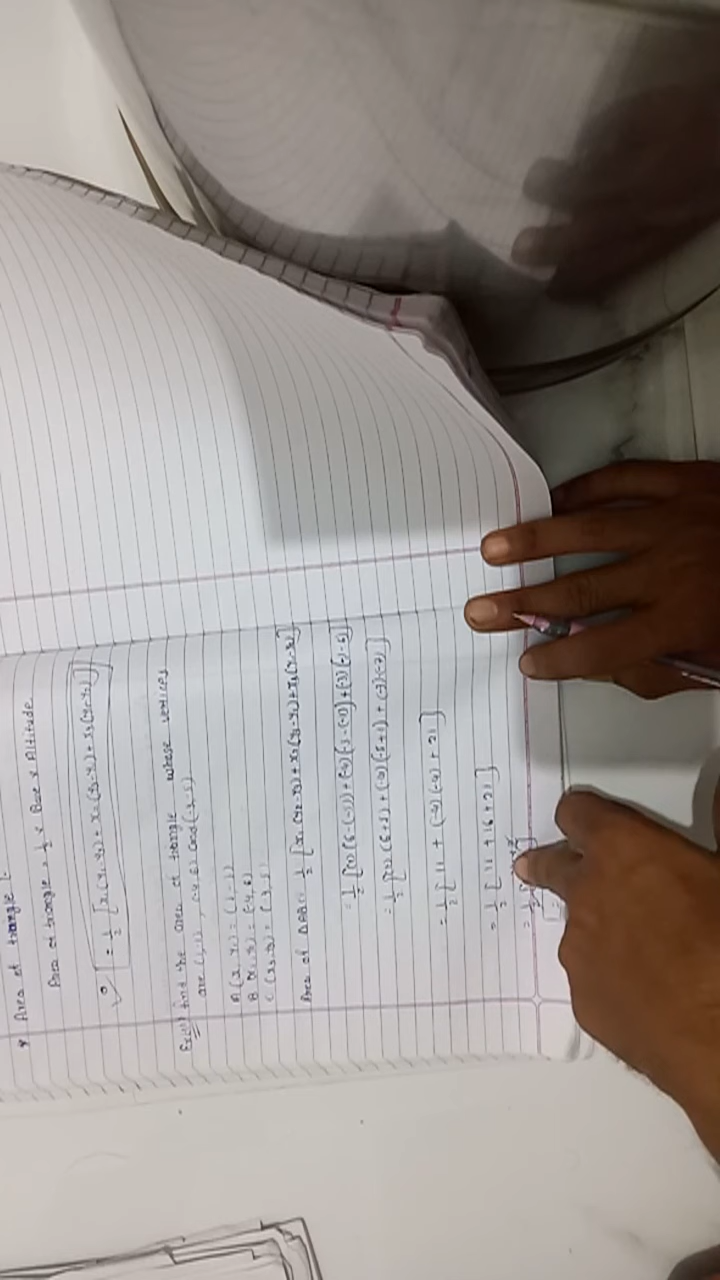 * Area of triangle :-
Area of triangle = 1/2 x Base x Altitude
= 1/2 [x1(y2-y3) + x2(y3-y1) + x3(y1-y2)]
Ex(1) find the area of triangle whose vertices
are (1,-1), (-4,6) and (-3,-5)
A (x1, y1) = (1,-1)
B (x2, y2) = (-4, 6)
C (x3, y3) = (-3,-5)
Area of ΔABC = 1/2 [x1(y2-y3) + x2(y3-y1) + x3(y1-y2)]
= 1/2 [(1) (6-(-5)) + (-4) (-5-(-1)) + (-3) (-1-6)]
= 1/2 [(1) (6+5) + (-4) (-5+1) + (-3) (-7)]
= 1/2 [11 + (-4) (-4) + 21]
= 1/2 [11 + 16 + 21]
= 1/2